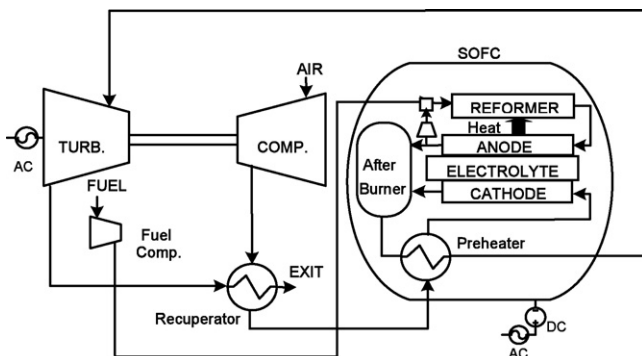 SOFC
AIR
REFORMER
Heat
ANODE
ELECTROLYTE
CATHODE
After
Burner
TURB.
COMP.
AC
FUEL
Fuel
Comp.
EXIT
Preheater
Recuperator
DC
AC